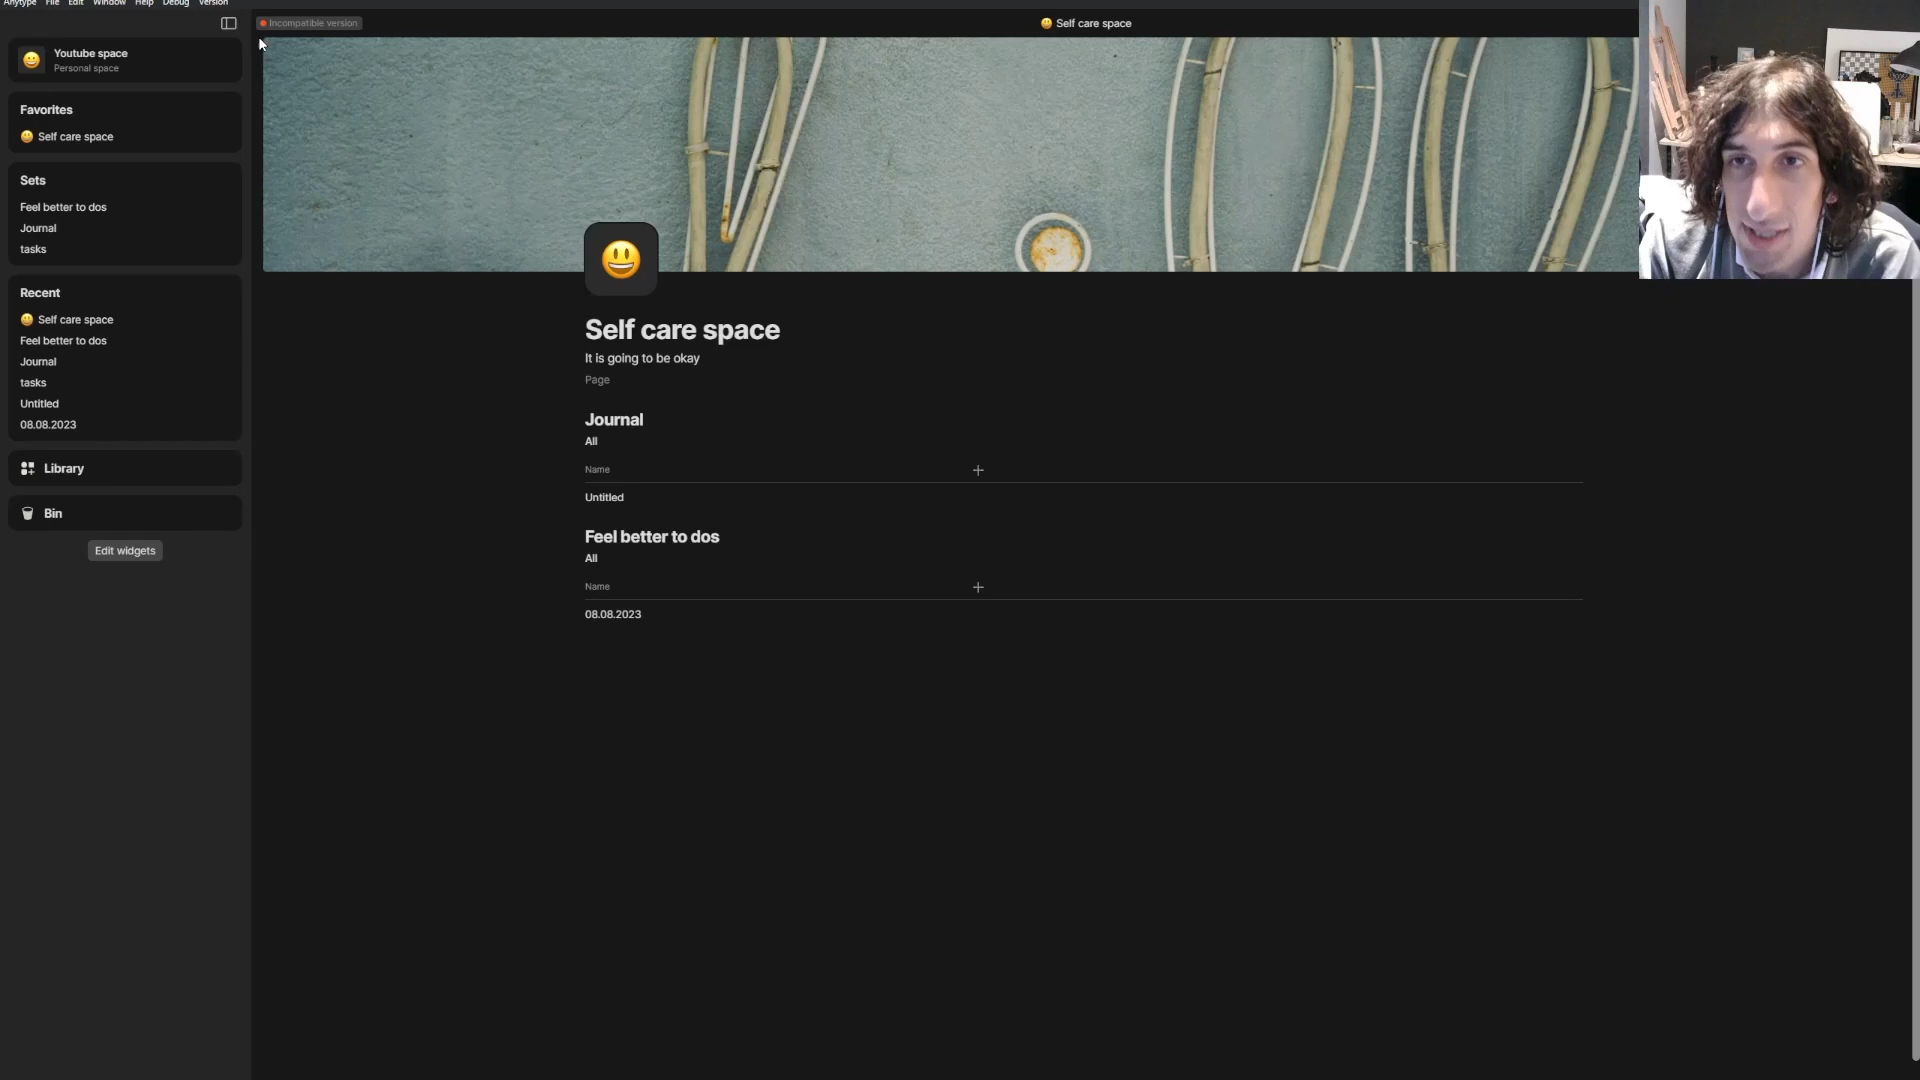 Anytype File Edit Window Help Debug Version
Incompatible version
😃 Self care space
Youtube space
Personal space
Favorites
😃 Self care space
Sets
Feel better to dos
Journal
tasks
Recent
😃 Self care space
Feel better to dos
Journal
tasks
Untitled
08.08.2023
Library
Bin
Edit widgets
Self care space
It is going to be okay
Page
Journal
All
Name
Untitled
Feel better to dos
All
Name
08.08.2023